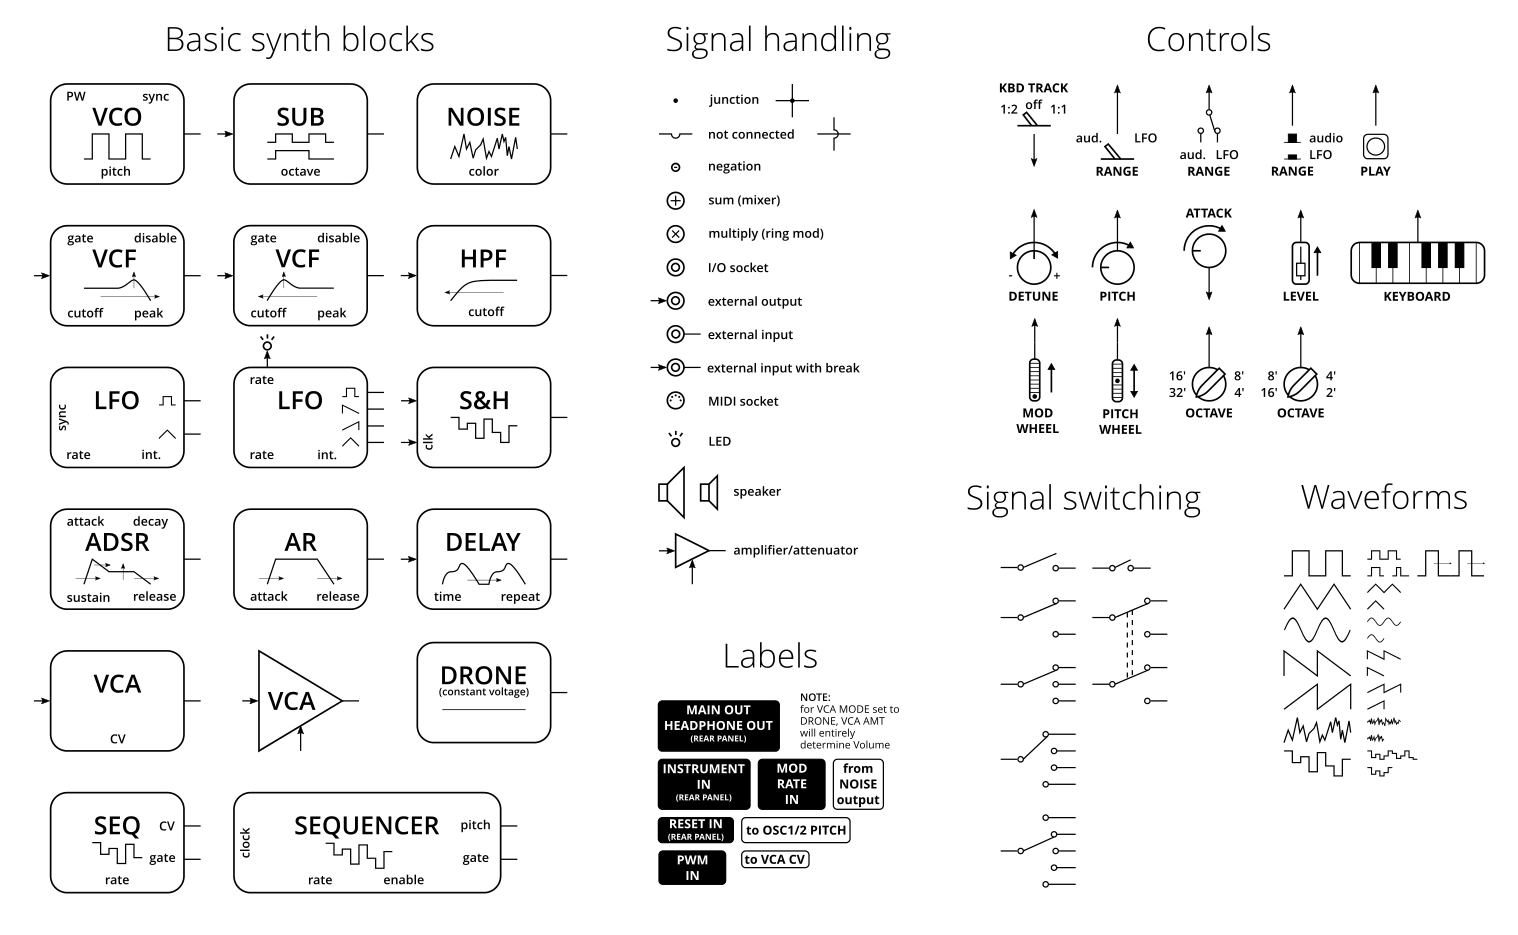 Basic synth blocks
PW
sync
VCO
pitch
SUB
octave
NOISE
color
gate
disable
VCF
cutoff
peak
gate
disable
VCF
cutoff
peak
HPF
cutoff
LFO
sync
rate
int.
rate
LFO
rate
int.
S&H
clk
attack
decay
ADSR
sustain
release
AR
attack
release
DELAY
time
repeat
VCA
CV
VCA
DRONE
(constant voltage)
SEQ
CV
gate
rate
clock
SEQUENCER
pitch
gate
rate
enable
Signal handling
junction
not connected
negation
sum (mixer)
multiply (ring mod)
I/O socket
external output
external input
external input with break
MIDI socket
LED
speaker
amplifier/attenuator
Labels
MAIN OUT
HEADPHONE OUT
(REAR PANEL)
NOTE:
for VCA MODE set to
DRONE, VCA AMT
will entirely
determine Volume
INSTRUMENT
IN
(REAR PANEL)
MOD
RATE
IN
from
NOISE
output
RESET IN
(REAR PANEL)
to OSC1/2 PITCH
PWM
IN
to VCA CV
Controls
KBD TRACK
1:2 off 1:1
aud.
LFO
RANGE
aud. LFO
RANGE
audio
LFO
RANGE
PLAY
- +
DETUNE
PITCH
ATTACK
LEVEL
KEYBOARD
MOD
WHEEL
PITCH
WHEEL
16' 8'
32' 4'
OCTAVE
8' 4'
16' 2'
OCTAVE
Signal switching
Waveforms